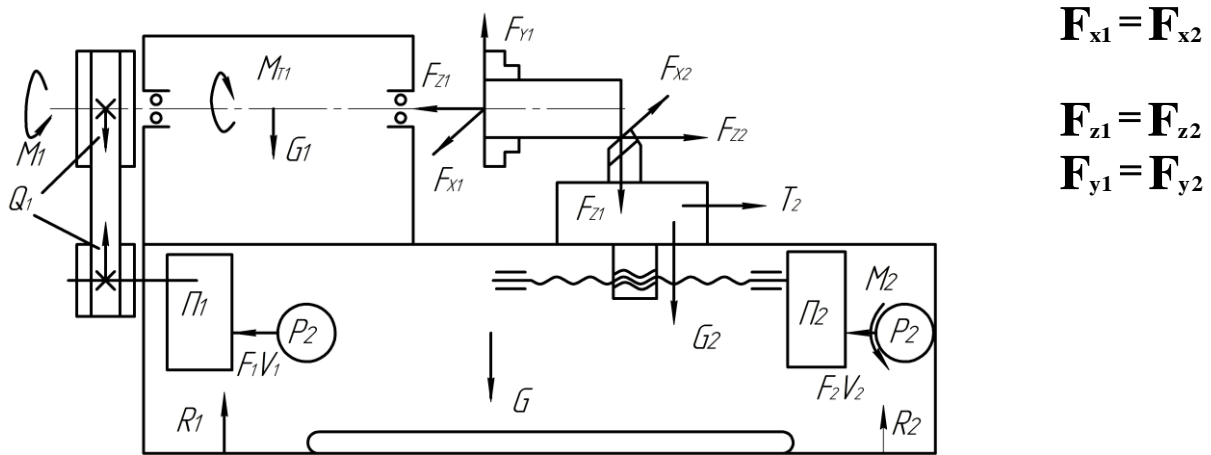 F_Y1
F_x1 = F_x2
M_T1
F_Z1
F_X2
F_z1 = F_z2
F_Z2
M_1
G_1
F_X1
F_y1 = F_y2
Q_1
F_Z1
T_2
П_1
P_2
П_2
M_2
P_2
G_2
F_1V_1
F_2V_2
G
R_1
R_2